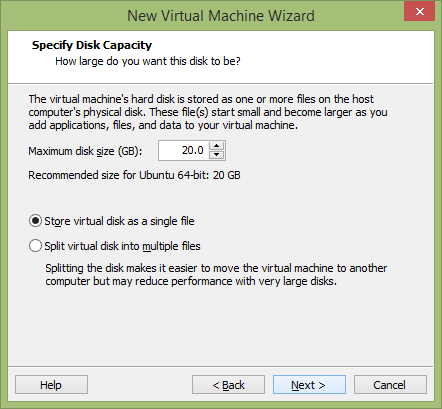 New Virtual Machine Wizard
Specify Disk Capacity
How large do you want this disk to be?
The virtual machine's hard disk is stored as one or more files on the host
computer's physical disk. These file(s) start small and become larger as you
add applications, files, and data to your virtual machine.
Maximum disk size (GB): 20.0
Recommended size for Ubuntu 64-bit: 20 GB
Store virtual disk as a single file
Split virtual disk into multiple files
Splitting the disk makes it easier to move the virtual machine to another
computer but may reduce performance with very large disks.
Help < Back Next > Cancel